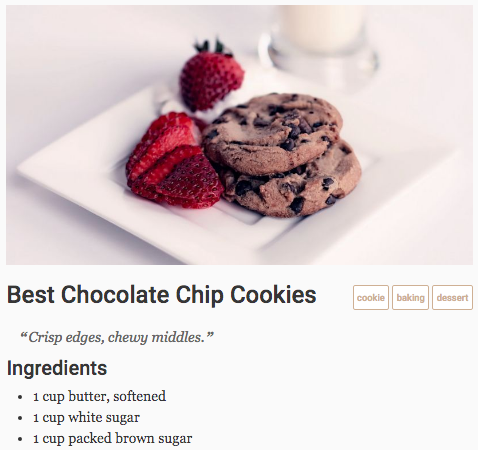 Best Chocolate Chip Cookies
cookie baking dessert
“Crisp edges, chewy middles.”
Ingredients
• 1 cup butter, softened
• 1 cup white sugar
• 1 cup packed brown sugar